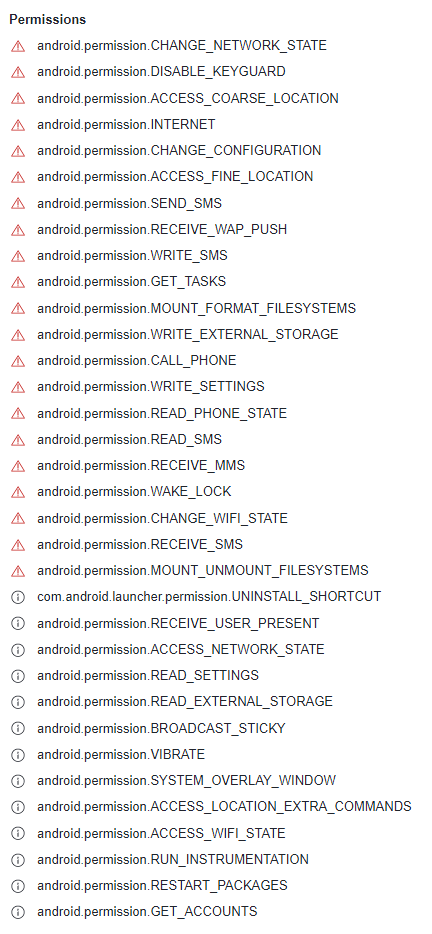 Permissions
android.permission.CHANGE_NETWORK_STATE
android.permission.DISABLE_KEYGUARD
android.permission.ACCESS_COARSE_LOCATION
android.permission.INTERNET
android.permission.CHANGE_CONFIGURATION
android.permission.ACCESS_FINE_LOCATION
android.permission.SEND_SMS
android.permission.RECEIVE_WAP_PUSH
android.permission.WRITE_SMS
android.permission.GET_TASKS
android.permission.MOUNT_FORMAT_FILESYSTEMS
android.permission.WRITE_EXTERNAL_STORAGE
android.permission.CALL_PHONE
android.permission.WRITE_SETTINGS
android.permission.READ_PHONE_STATE
android.permission.READ_SMS
android.permission.RECEIVE_MMS
android.permission.WAKE_LOCK
android.permission.CHANGE_WIFI_STATE
android.permission.RECEIVE_SMS
android.permission.MOUNT_UNMOUNT_FILESYSTEMS
com.android.launcher.permission.UNINSTALL_SHORTCUT
android.permission.RECEIVE_USER_PRESENT
android.permission.ACCESS_NETWORK_STATE
android.permission.READ_SETTINGS
android.permission.READ_EXTERNAL_STORAGE
android.permission.BROADCAST_STICKY
android.permission.VIBRATE
android.permission.SYSTEM_OVERLAY_WINDOW
android.permission.ACCESS_LOCATION_EXTRA_COMMANDS
android.permission.ACCESS_WIFI_STATE
android.permission.RUN_INSTRUMENTATION
android.permission.RESTART_PACKAGES
android.permission.GET_ACCOUNTS